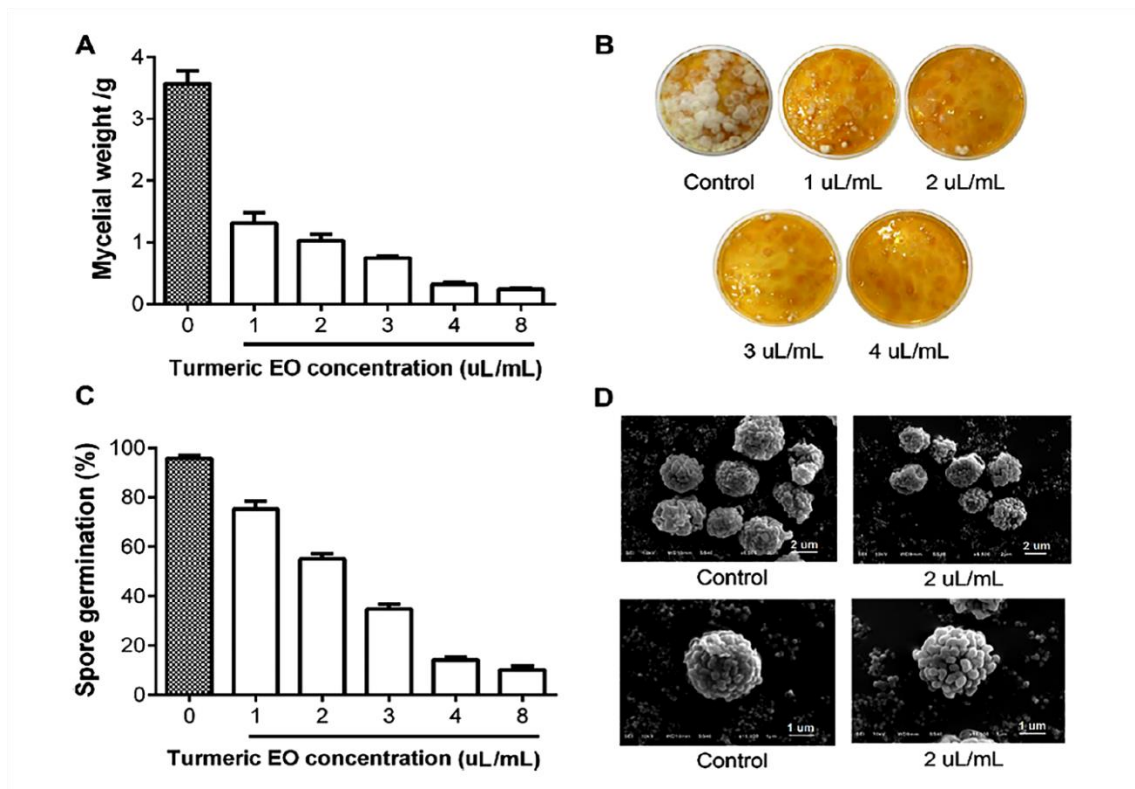 A
Mycelial weight /g
4
3
2
1
0
0 1 2 3 4 8
Turmeric EO concentration (uL/mL)
B
Control 1 uL/mL 2 uL/mL
3 uL/mL 4 uL/mL
C
Spore germination (%)
100
80
60
40
20
0
0 1 2 3 4 8
Turmeric EO concentration (uL/mL)
D
2 um 2 um
Control 2 uL/mL
1 um 1 um
Control 2 uL/mL